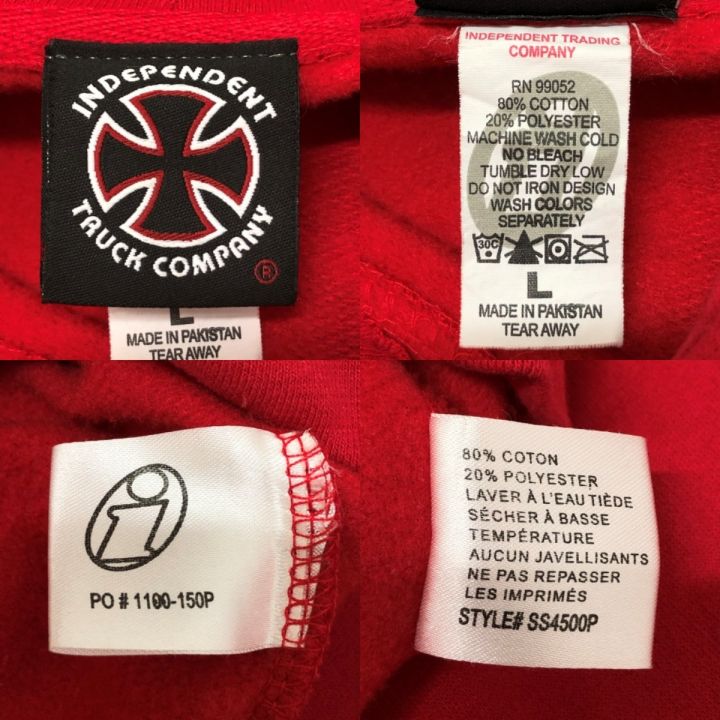 INDEPENDENT
TRUCK COMPANY
®
L
MADE IN PAKISTAN
TEAR AWAY
INDEPENDENT TRADING
COMPANY
RN 99052
80% COTTON
20% POLYESTER
MACHINE WASH COLD
NO BLEACH
TUMBLE DRY LOW
DO NOT IRON DESIGN
WASH COLORS
SEPARATELY
30C
L
MADE IN PAKISTAN
TEAR AWAY
i
PO # 1100-150P
80% COTON
20% POLYESTER
LAVER À L'EAU TIÈDE
SÉCHER À BASSE
TEMPÉRATURE
AUCUN JAVELLISANTS
NE PAS REPASSER
LES IMPRIMÉS
STYLE# SS4500P